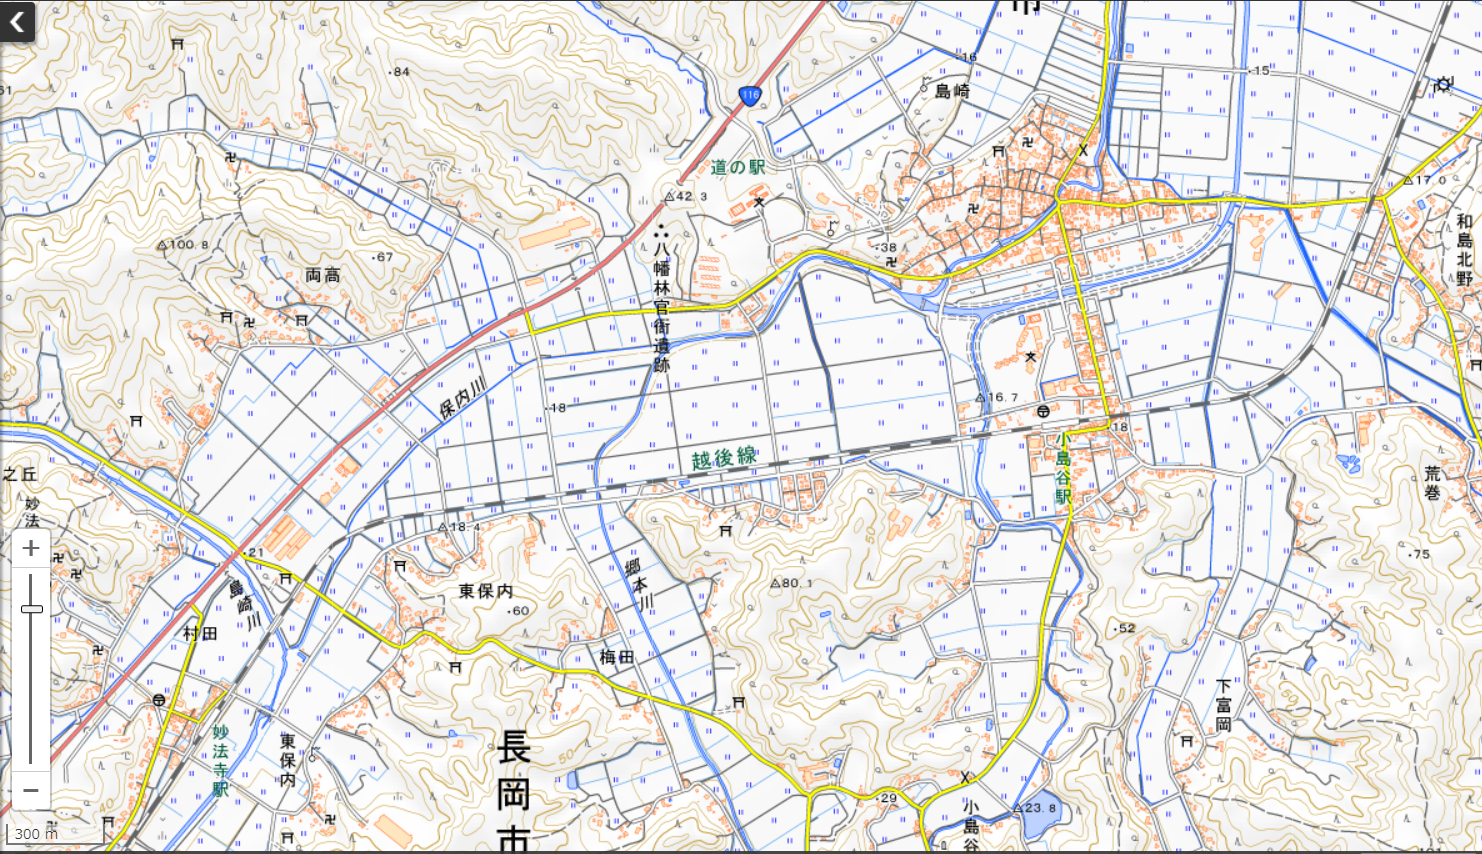 市
61
84
16
15
島崎
116
道の駅
42.3
17.0
和島北野
100.8
67
両高
38
八幡林官衙遺跡
保内川
18
16.7
18
越後線
小島谷駅
之丘
妙法
荒巻
18.4
21
75
東保内
60
郷本川
80.1
島崎川
村田
52
梅田
下富岡
妙法寺駅
東保内
長岡市
50
50
29
小島谷
23.8
300 m